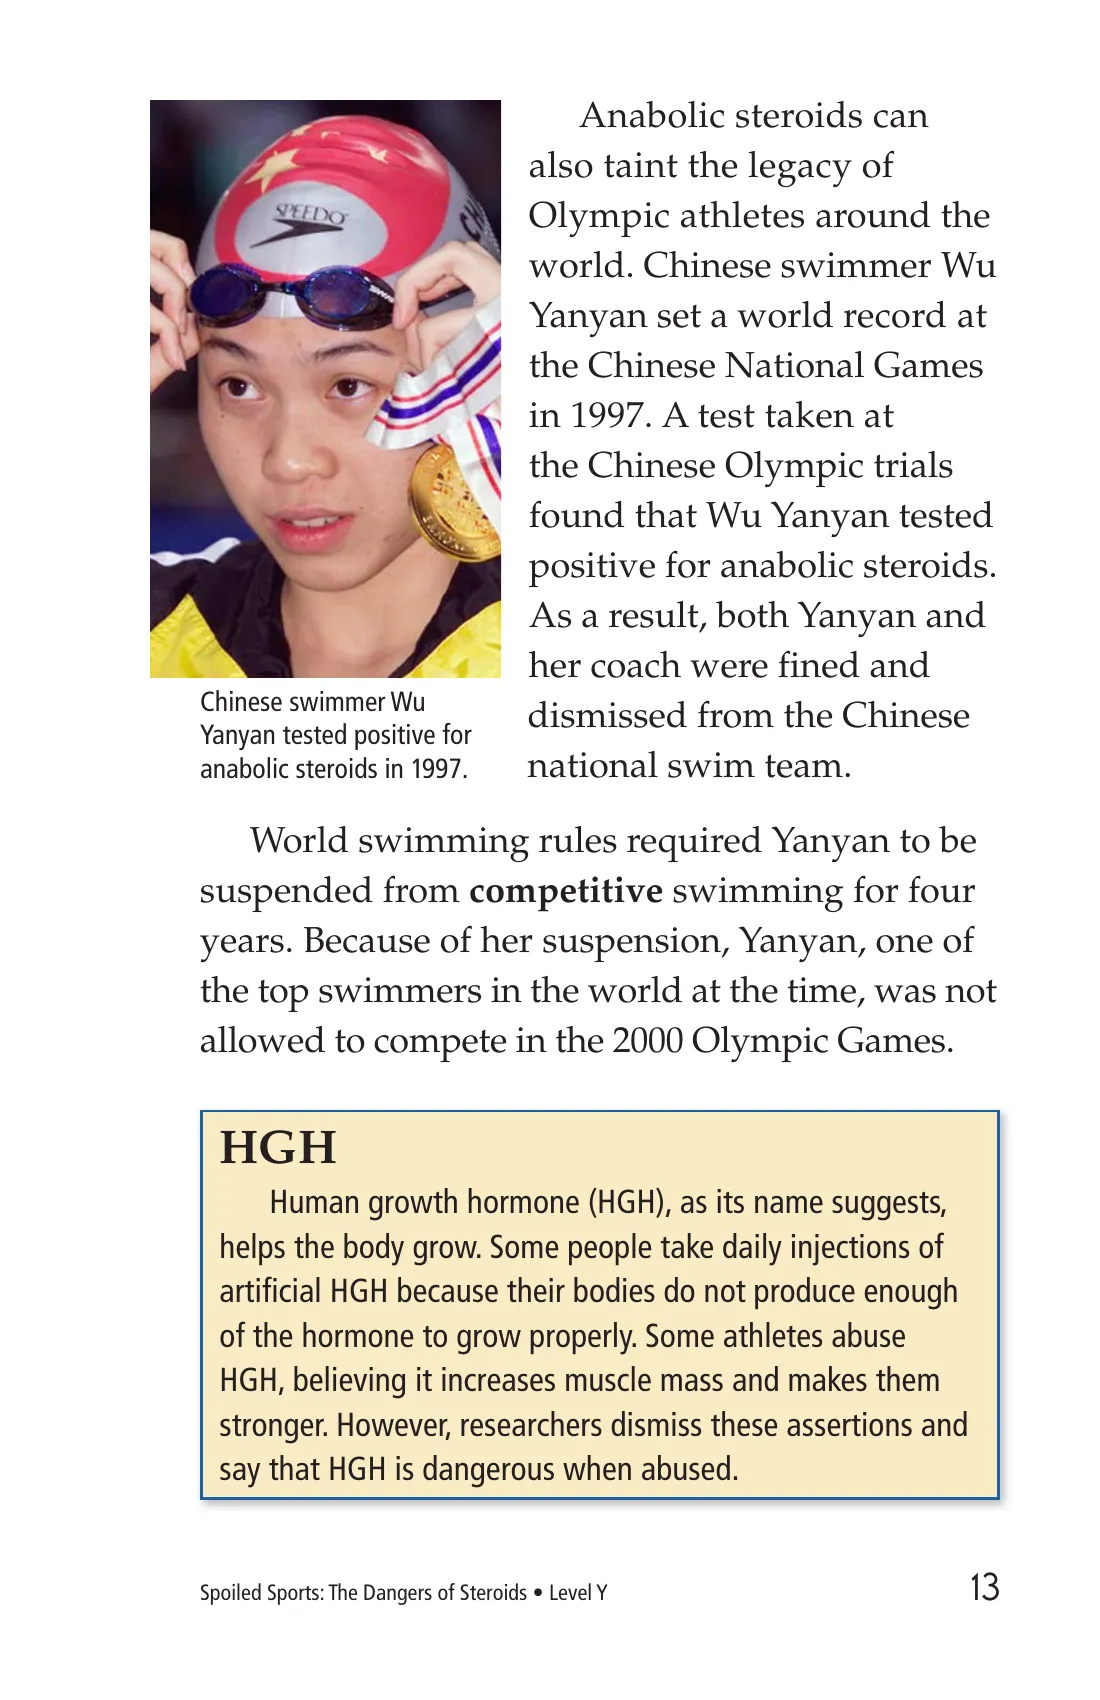 SPEEDO
Anabolic steroids can
also taint the legacy of
Olympic athletes around the
world. Chinese swimmer Wu
Yanyan set a world record at
the Chinese National Games
in 1997. A test taken at
the Chinese Olympic trials
found that Wu Yanyan tested
positive for anabolic steroids.
As a result, both Yanyan and
her coach were fined and
dismissed from the Chinese
national swim team.
Chinese swimmer Wu
Yanyan tested positive for
anabolic steroids in 1997.
World swimming rules required Yanyan to be
suspended from competitive swimming for four
years. Because of her suspension, Yanyan, one of
the top swimmers in the world at the time, was not
allowed to compete in the 2000 Olympic Games.
HGH
Human growth hormone (HGH), as its name suggests,
helps the body grow. Some people take daily injections of
artificial HGH because their bodies do not produce enough
of the hormone to grow properly. Some athletes abuse
HGH, believing it increases muscle mass and makes them
stronger. However, researchers dismiss these assertions and
say that HGH is dangerous when abused.
Spoiled Sports: The Dangers of Steroids • Level Y
13